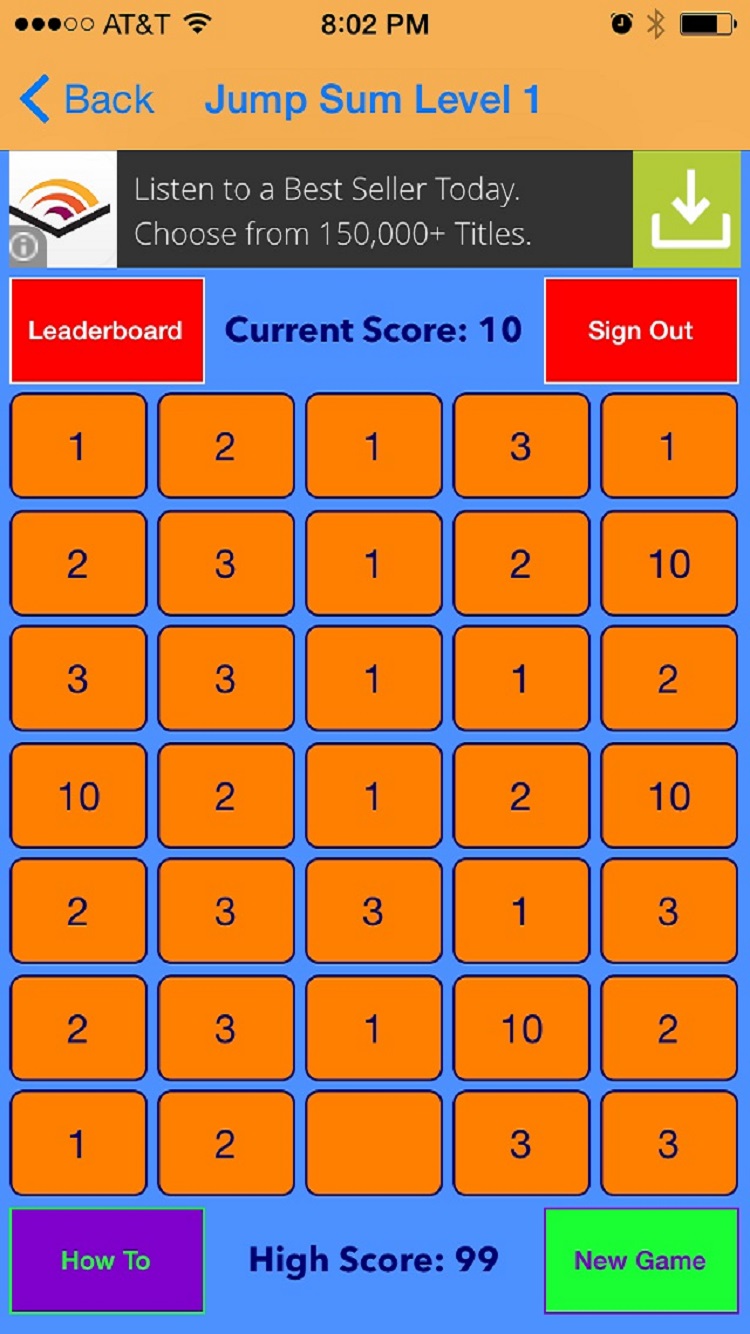 AT&T 8:02 PM
Back Jump Sum Level 1
Listen to a Best Seller Today.
Choose from 150,000+ Titles.
Leaderboard Current Score: 10 Sign Out
1 2 1 3 1
2 3 1 2 10
3 3 1 1 2
10 2 1 2 10
2 3 3 1 3
2 3 1 10 2
1 2 3 3
How To High Score: 99 New Game